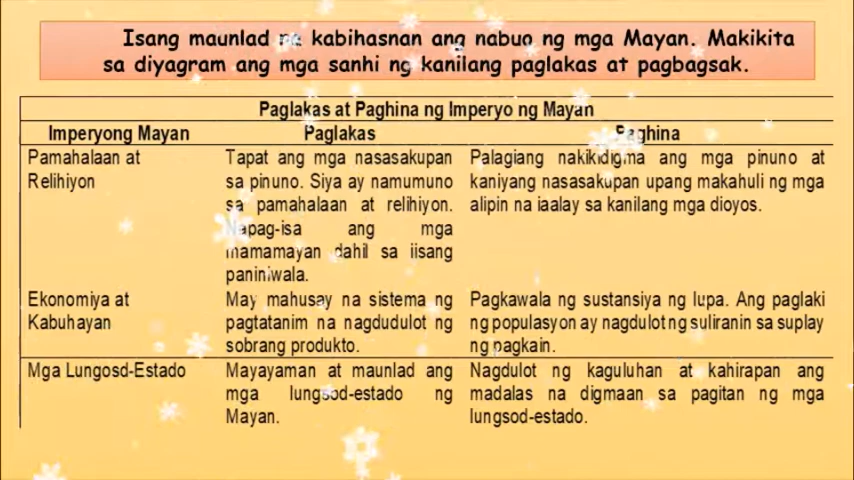 Isang maunlad na kabihasnan ang nabuo ng mga Mayan. Makikita
sa diyagram ang mga sanhi ng kanilang paglakas at pagbagsak.
Paglakas at Paghina ng Imperyo ng Mayan
Imperyong Mayan Paglakas Paghina
Pamahalaan at Tapat ang mga nasasakupan Palagiang nakikidigma ang mga pinuno at
Relihiyon sa pinuno. Siya ay namumuno kaniyang nasasakupan upang makahuli ng mga
sa pamahalaan at relihiyon. alipin na iaalay sa kanilang mga dioyos.
Napag-isa ang mga
mamamayan dahil sa iisang
paniniwala.
Ekonomiya at May mahusay na sistema ng Pagkawala ng sustansiya ng lupa. Ang paglaki
Kabuhayan pagtatanim na nagdudulot ng ng populasyon ay nagdulot ng suliranin sa suplay
sobrang produkto. ng pagkain.
Mga Lungosd-Estado Mayayaman at maunlad ang Nagdulot ng kaguluhan at kahirapan ang
mga lungsod-estado ng madalas na digmaan sa pagitan ng mga
Mayan. lungsod-estado.